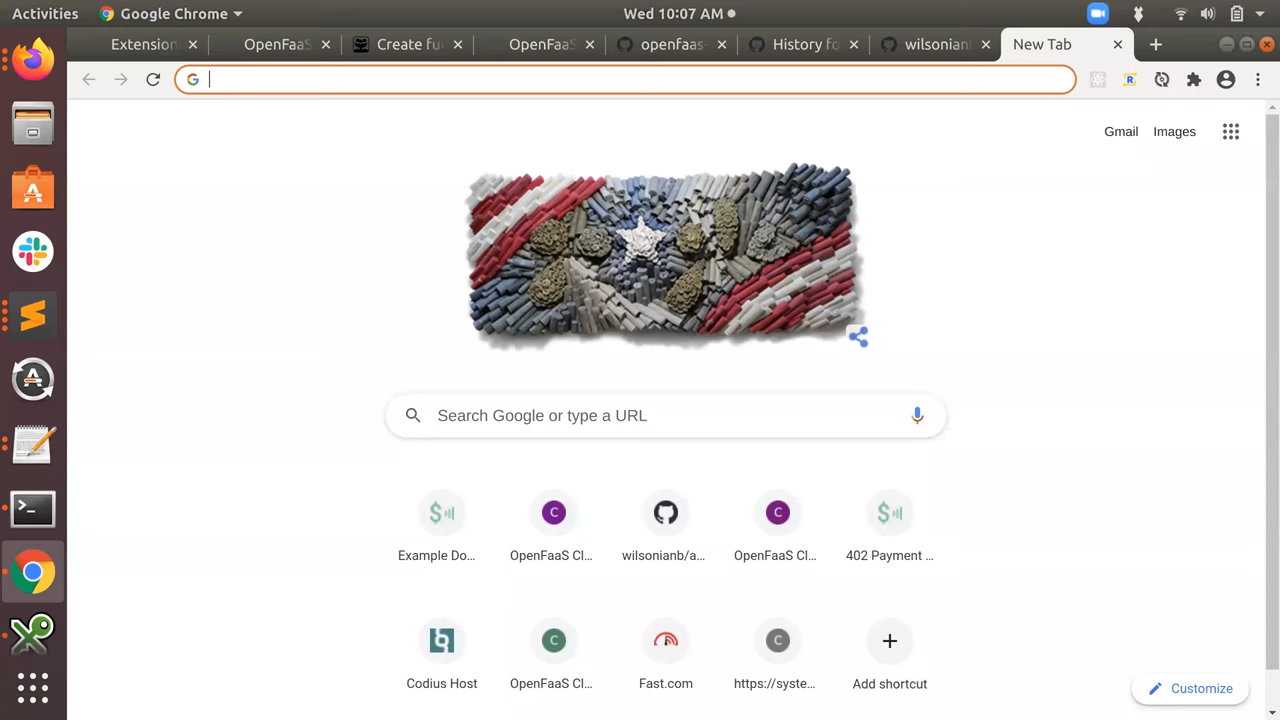 Activities
Google Chrome
Wed 10:07 AM
Extension
OpenFaaS
Create fu
OpenFaaS
openfaas-
History fo
wilsonian
New Tab
R
Gmail
Images
Search Google or type a URL
C
C
Example Do...
OpenFaaS Cl...
wilsonianb/a...
OpenFaaS Cl...
402 Payment ...
C
C
Codius Host
OpenFaaS Cl...
Fast.com
https://syste...
Add shortcut
Customize